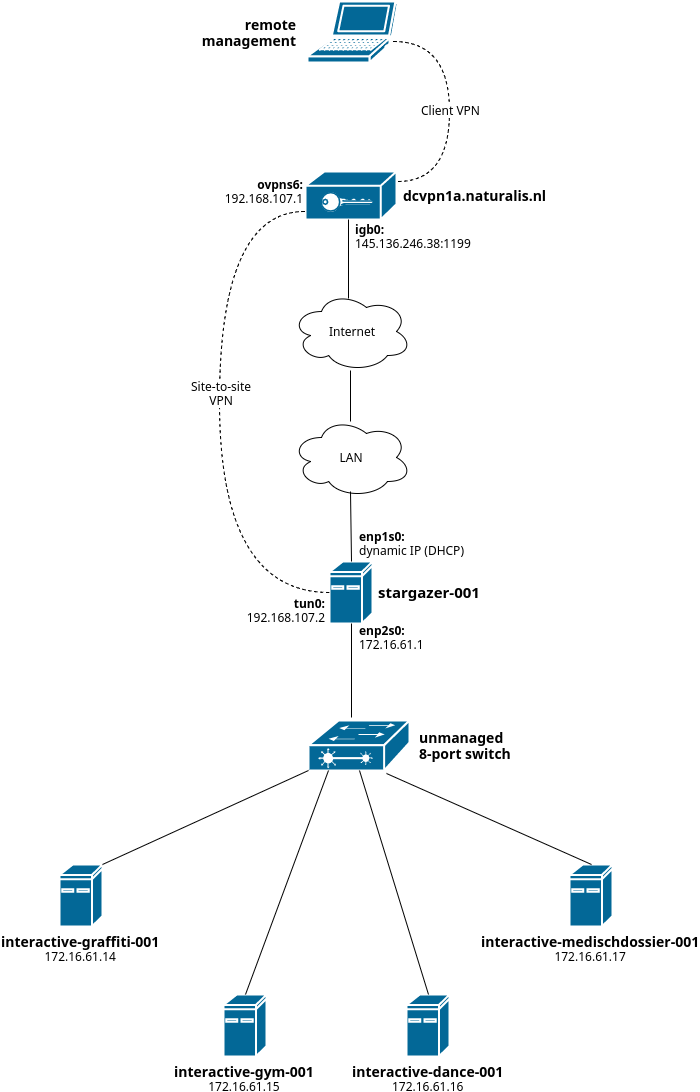 remote
management
Client VPN
ovpns6:
192.168.107.1
dcvpn1a.naturalis.nl
igb0:
145.136.246.38:1199
Internet
Site-to-site
VPN
LAN
enp1s0:
dynamic IP (DHCP)
stargazer-001
tun0:
192.168.107.2
enp2s0:
172.16.61.1
unmanaged
8-port switch
interactive-graffiti-001
172.16.61.14
interactive-medischdossier-001
172.16.61.17
interactive-gym-001
172.16.61.15
interactive-dance-001
172.16.61.16